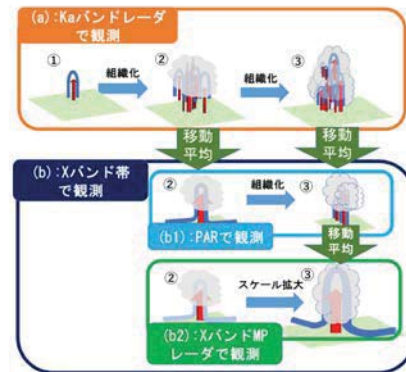 (a):Kaバンドレーダ
で観測
①
組織化
②
組織化
③
移動
平均
移動
平均
(b):Xバンド帯
で観測
②
組織化
③
(b1):PARで観測
移動
平均
②
スケール拡大
③
(b2):XバンドMP
レーダで観測